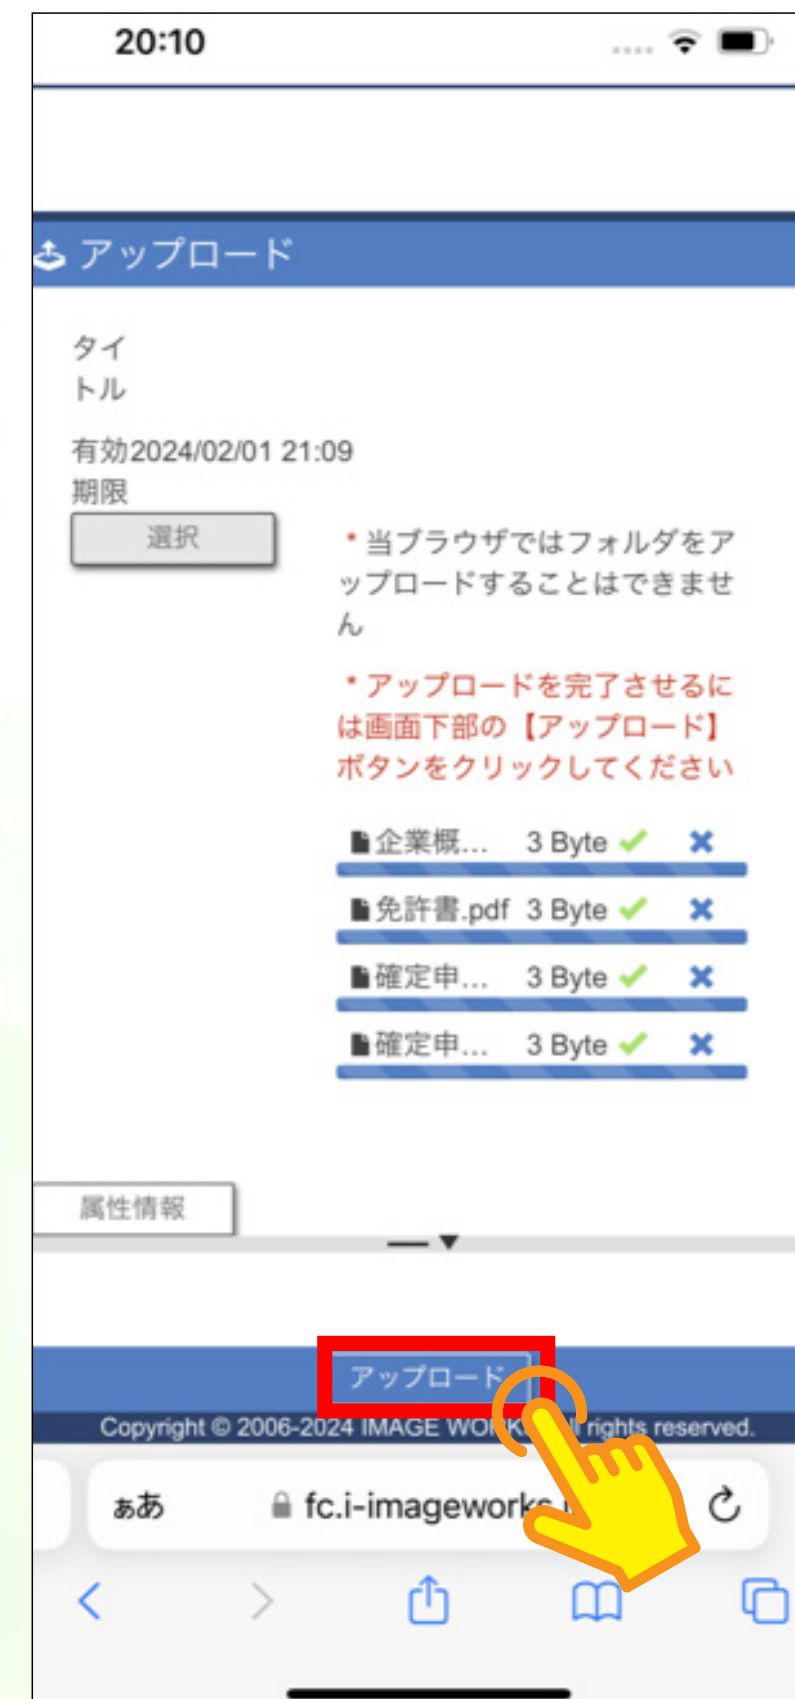 20:10
アップロード
タイ
トル
有効2024/02/01 21:09
期限
選択
* 当ブラウザではフォルダをア
ップロードすることはできませ
ん
* アップロードを完了させるに
は画面下部の【アップロード】
ボタンをクリックしてください
企業概... 3 Byte
免許書.pdf 3 Byte
確定申... 3 Byte
確定申... 3 Byte
属性情報
アップロード
Copyright © 2006-2024 IMAGE rights reserved.
ぁあ fc.i-imageworks